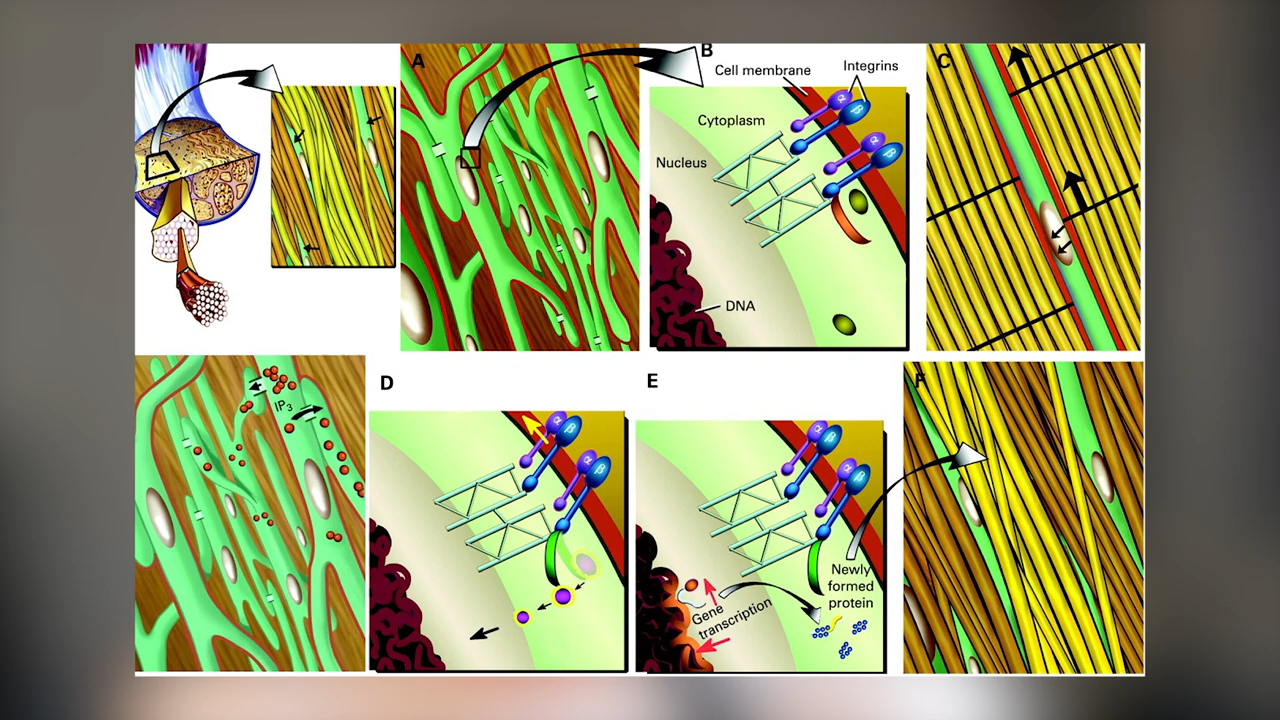 A
B
Cell membrane
Integrins
α
β
α
β
Cytoplasm
Nucleus
DNA
C
IP3
D
α
β
α
β
E
α
β
α
β
Gene
transcription
Newly
formed
protein
F